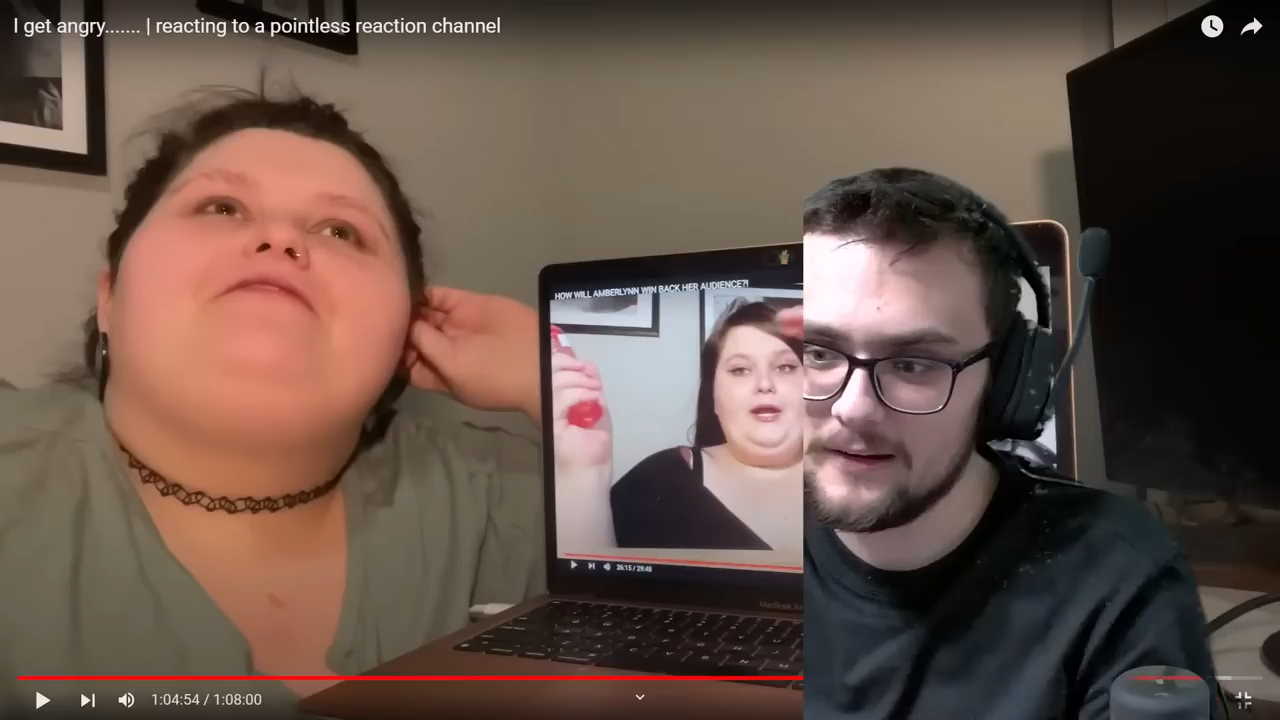 I get angry....... | reacting to a pointless reaction channel
HOW WILL AMBERLYNN WIN BACK HER AUDIENCE?!
26:15 / 29:48
MacBook Air
1:04:54 / 1:08:00